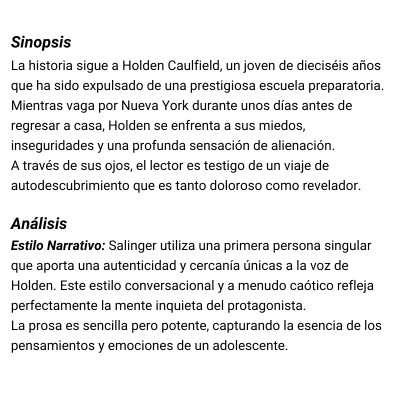 Sinopsis
La historia sigue a Holden Caulfield, un joven de dieciséis años
que ha sido expulsado de una prestigiosa escuela preparatoria.
Mientras vaga por Nueva York durante unos días antes de
regresar a casa, Holden se enfrenta a sus miedos,
inseguridades y una profunda sensación de alienación.
A través de sus ojos, el lector es testigo de un viaje de
autodescubrimiento que es tanto doloroso como revelador.
Análisis
Estilo Narrativo: Salinger utiliza una primera persona singular
que aporta una autenticidad y cercanía únicas a la voz de
Holden. Este estilo conversacional y a menudo caótico refleja
perfectamente la mente inquieta del protagonista.
La prosa es sencilla pero potente, capturando la esencia de los
pensamientos y emociones de un adolescente.